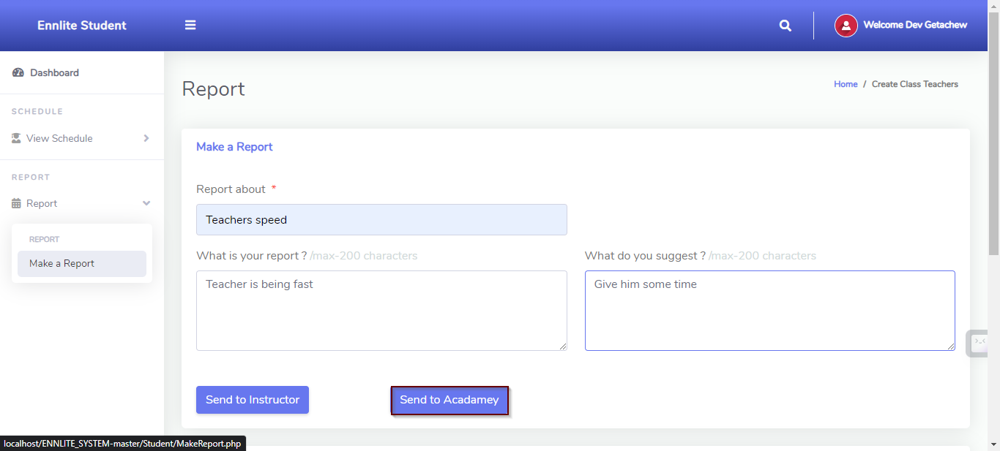 Ennlite Student
Welcome Dev Getachew
Dashboard
SCHEDULE
View Schedule
REPORT
Report
REPORT
Make a Report
Report
Home / Create Class Teachers
Make a Report
Report about *
Teachers speed
What is your report ? /max-200 characters
Teacher is being fast
What do you suggest ? /max-200 characters
Give him some time
Send to Instructor
Send to Acadamey
localhost/ENNLITE_SYSTEM-master/Student/MakeReport.php